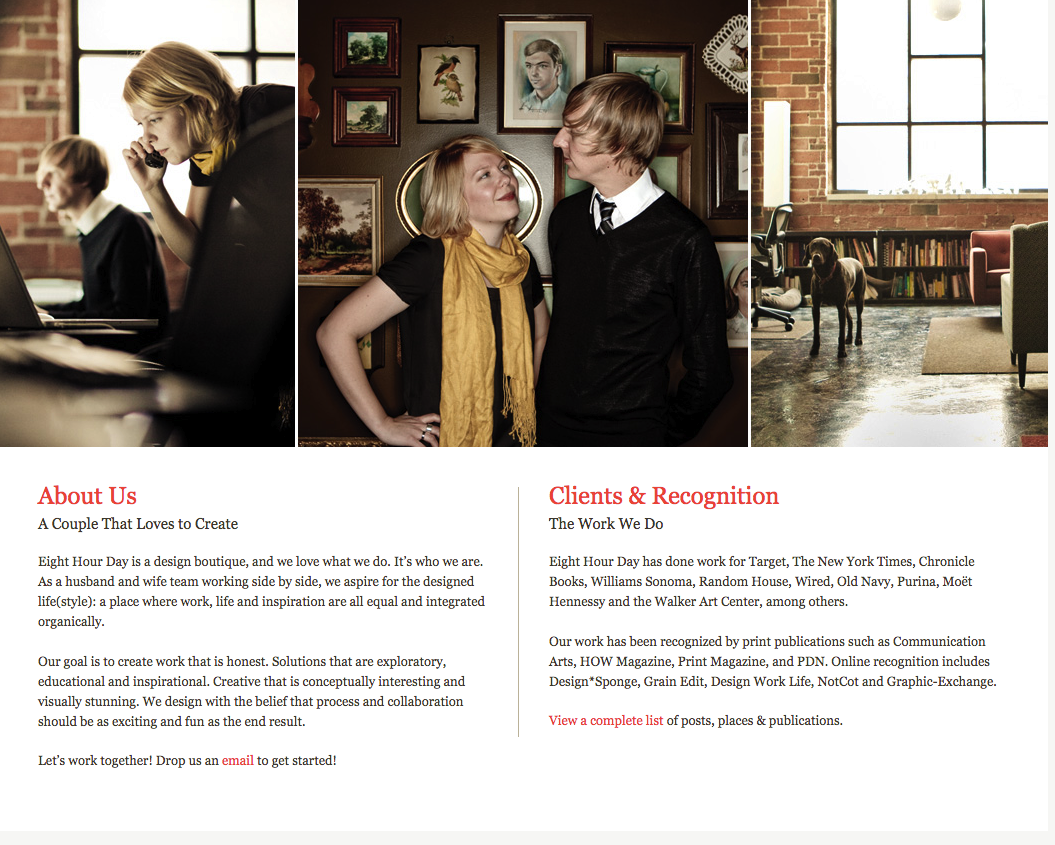 About Us
A Couple That Loves to Create
Eight Hour Day is a design boutique, and we love what we do. It’s who we are.
As a husband and wife team working side by side, we aspire for the designed
life(style): a place where work, life and inspiration are all equal and integrated
organically.
Our goal is to create work that is honest. Solutions that are exploratory,
educational and inspirational. Creative that is conceptually interesting and
visually stunning. We design with the belief that process and collaboration
should be as exciting and fun as the end result.
Let’s work together! Drop us an email to get started!
Clients & Recognition
The Work We Do
Eight Hour Day has done work for Target, The New York Times, Chronicle
Books, Williams Sonoma, Random House, Wired, Old Navy, Purina, Moët
Hennessy and the Walker Art Center, among others.
Our work has been recognized by print publications such as Communication
Arts, HOW Magazine, Print Magazine, and PDN. Online recognition includes
Design*Sponge, Grain Edit, Design Work Life, NotCot and Graphic-Exchange.
View a complete list of posts, places & publications.